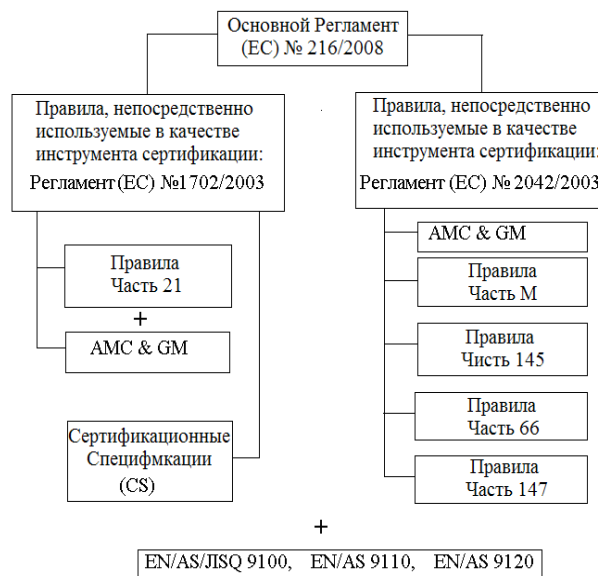 Основной Регламент
(ЕС) № 216/2008
Правила, непосредственно
используемые в качестве
инструмента сертификации:
Регламент (ЕС) №1702/2003
Правила
Часть 21
+
AMC & GM
Сертификационные
Специфмкации
(CS)
Правила, непосредственно
используемые в качестве
инструмента сертификации:
Регламент (ЕС) № 2042/2003
AMC & GM
Правила
Часть М
Правила
Чисть 145
Правила
Часть 66
Правила
Часть 147
+
EN/AS/JISQ 9100, EN/AS 9110, EN/AS 9120